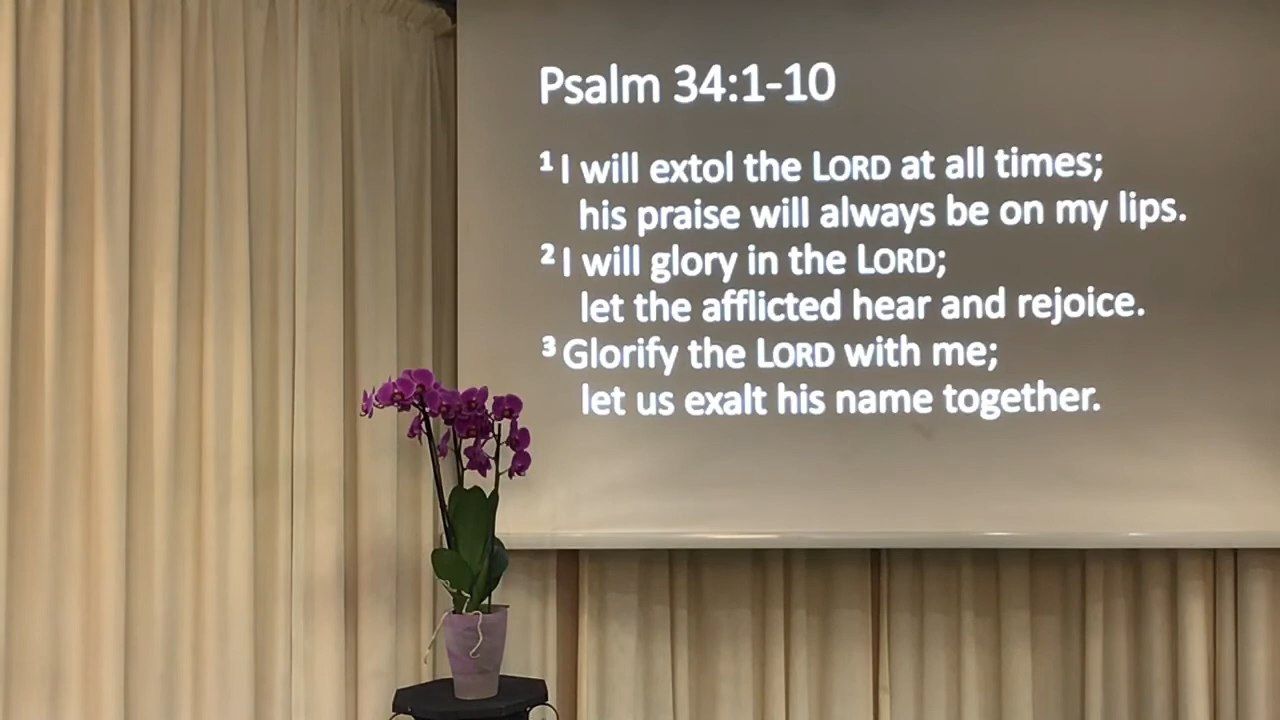 Psalm 34:1-10
¹ I will extol the LORD at all times;
his praise will always be on my lips.
² I will glory in the LORD;
let the afflicted hear and rejoice.
³ Glorify the LORD with me;
let us exalt his name together.